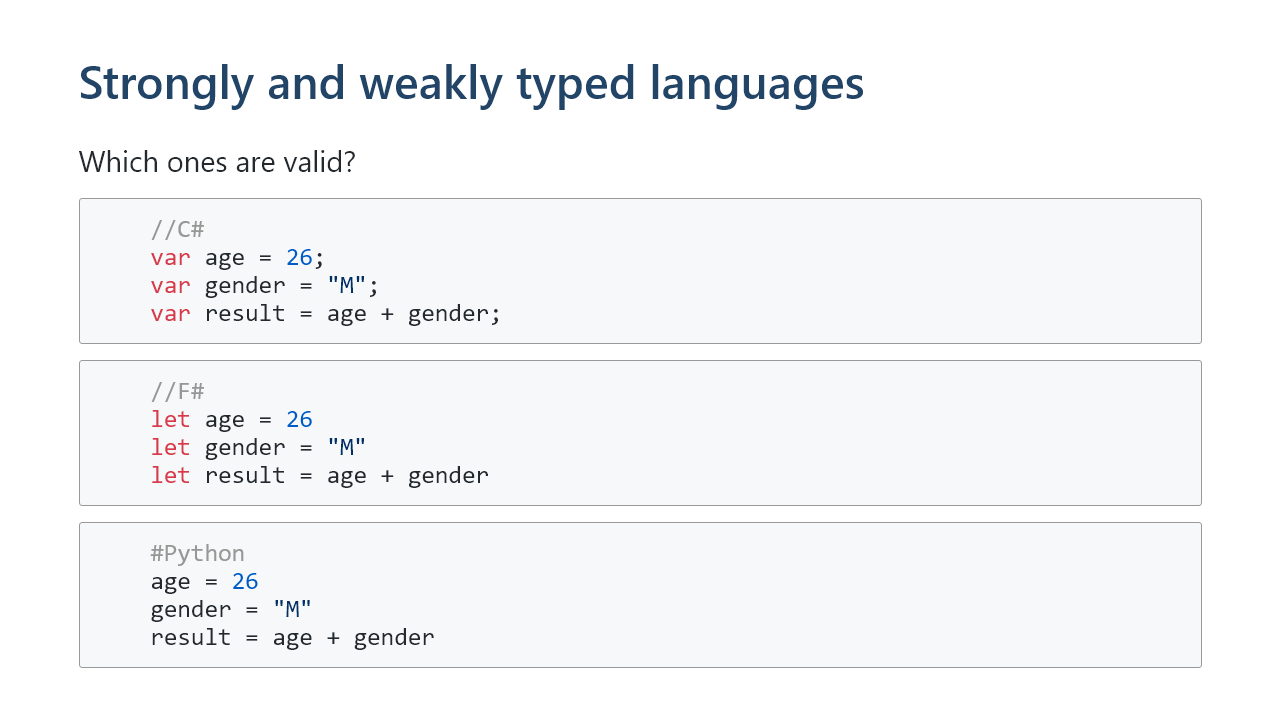 Strongly and weakly typed languages
Which ones are valid?
//C#
var age = 26;
var gender = "M";
var result = age + gender;
//F#
let age = 26
let gender = "M"
let result = age + gender
#Python
age = 26
gender = "M"
result = age + gender